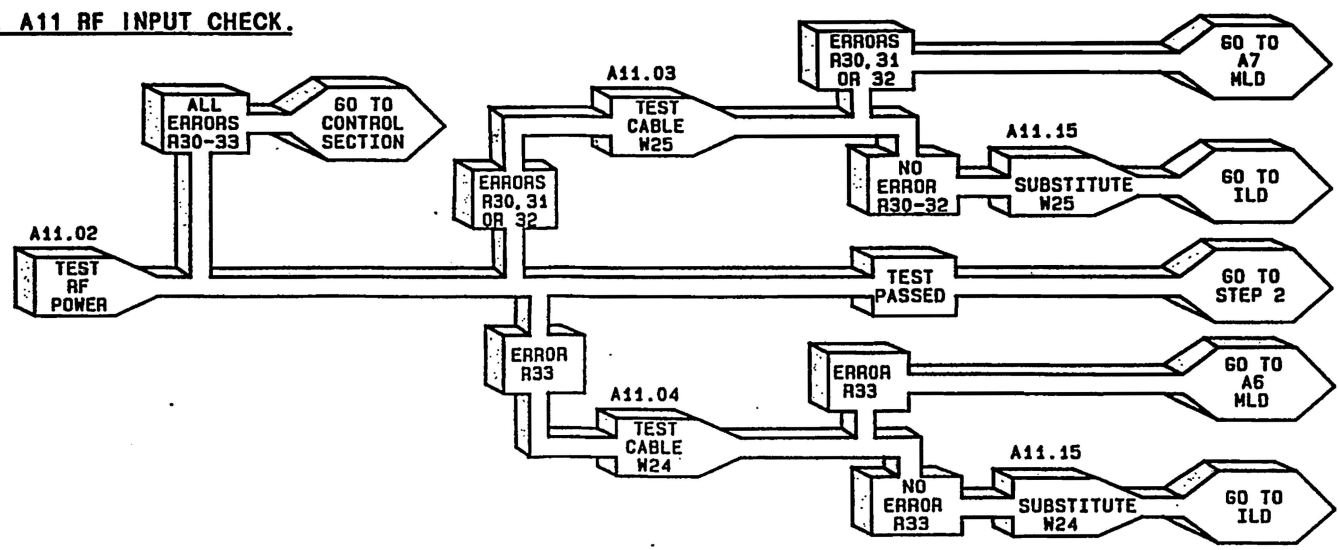 A11 RF INPUT CHECK.
A11.02
TEST
RF
POWER
ALL
ERRORS
R30-33
GO TO
CONTROL
SECTION
ERRORS
R30,31
OR 32
A11.03
TEST
CABLE
W25
ERRORS
R30,31
OR 32
GO TO
A7
MLD
NO
ERROR
R30-32
A11.15
SUBSTITUTE
W25
GO TO
ILD
TEST
PASSED
GO TO
STEP 2
ERROR
R33
A11.04
TEST
CABLE
W24
ERROR
R33
GO TO
A6
MLD
NO
ERROR
R33
A11.15
SUBSTITUTE
W24
GO TO
ILD